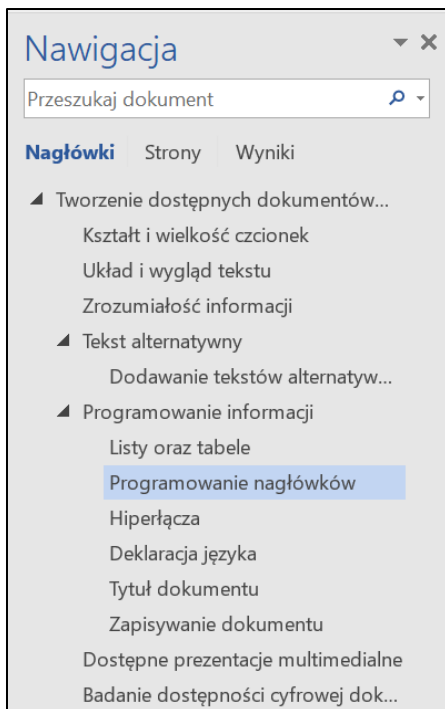 Nawigacja
Przeszukaj dokument
Nagłówki Strony Wyniki
Tworzenie dostępnych dokumentów...
Kształt i wielkość czcionek
Układ i wygląd tekstu
Zrozumiałość informacji
Tekst alternatywny
Dodawanie tekstów alternatyw...
Programowanie informacji
Listy oraz tabele
Programowanie nagłówków
Hiperłącza
Deklaracja języka
Tytuł dokumentu
Zapisywanie dokumentu
Dostępne prezentacje multimedialne
Badanie dostępności cyfrowej dok...